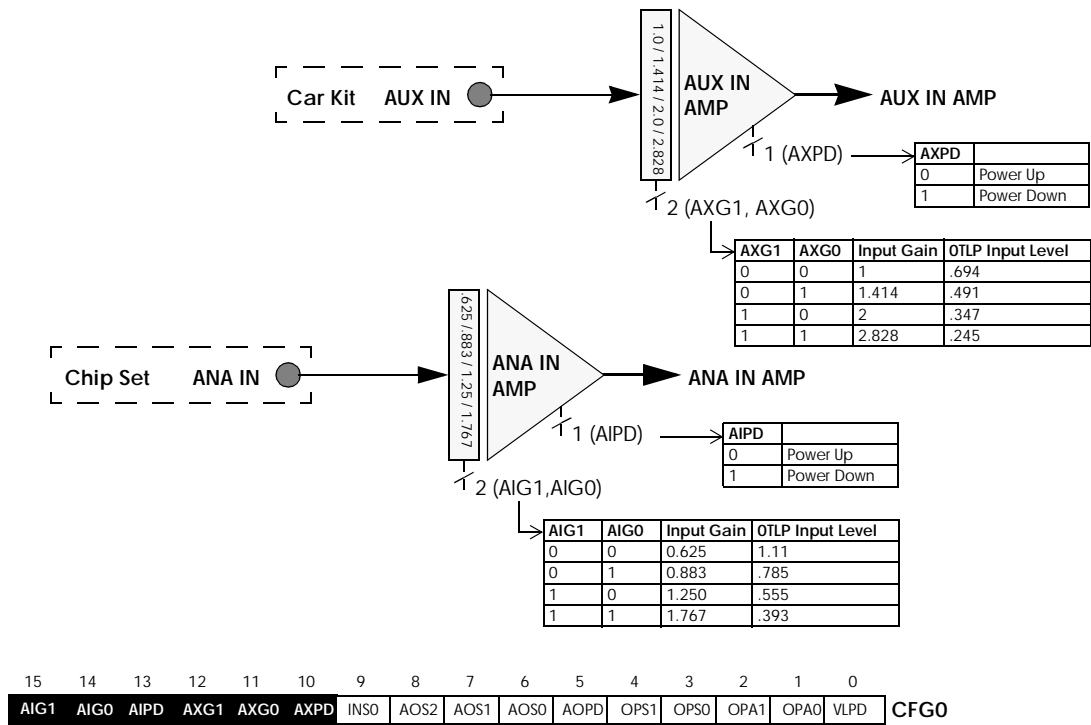 1.0 / 1.414 / 2.0 / 2.828
AUX IN
AMP
Car Kit AUX IN
AUX IN AMP
1 (AXPD)
AXPD
0 Power Up
1 Power Down
2 (AXG1, AXG0)
AXG1 AXG0 Input Gain 0TLP Input Level
0 0 1 .694
0 1 1.414 .491
1 0 2 .347
1 1 2.828 .245
.625 /.883 / 1.25 / 1.767
ANA IN
AMP
Chip Set ANA IN
ANA IN AMP
1 (AIPD)
AIPD
0 Power Up
1 Power Down
2 (AIG1,AIG0)
AIG1 AIG0 Input Gain 0TLP Input Level
0 0 0.625 1.11
0 1 0.883 .785
1 0 1.250 .555
1 1 1.767 .393
15 14 13 12 11 10 9 8 7 6 5 4 3 2 1 0
AIG1 AIG0 AIPD AXG1 AXG0 AXPD INS0 AOS2 AOS1 AOS0 AOPD OPS1 OPS0 OPA1 OPA0 VLPD CFG0